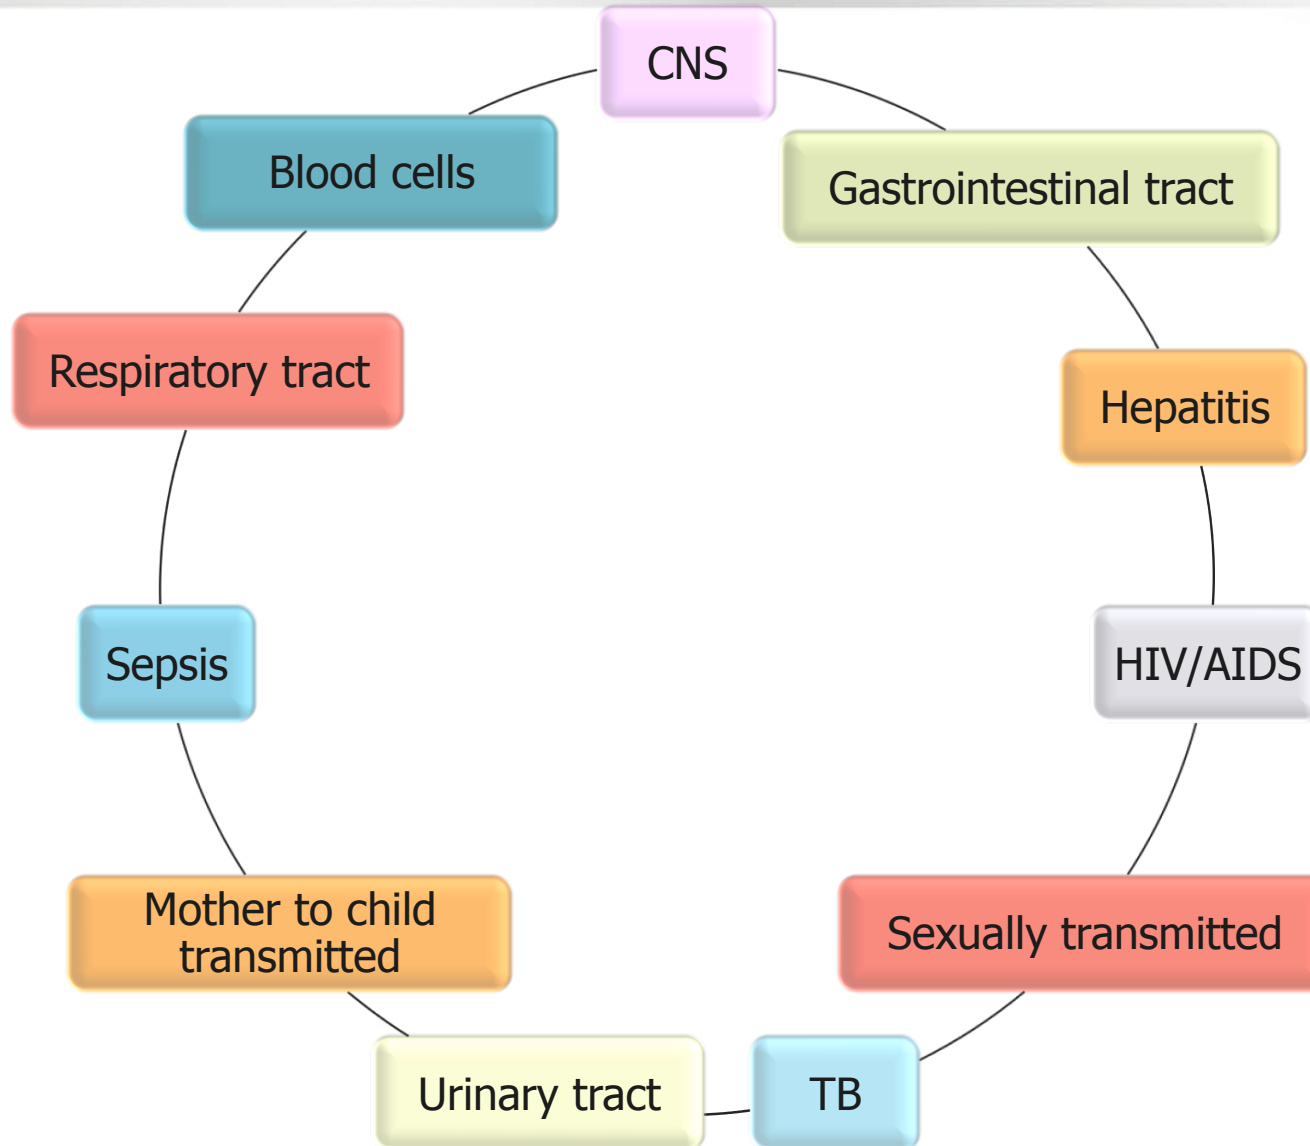 CNS
Gastrointestinal tract
Hepatitis
HIV/AIDS
Sexually transmitted
TB
Urinary tract
Mother to child
transmitted
Sepsis
Respiratory tract
Blood cells